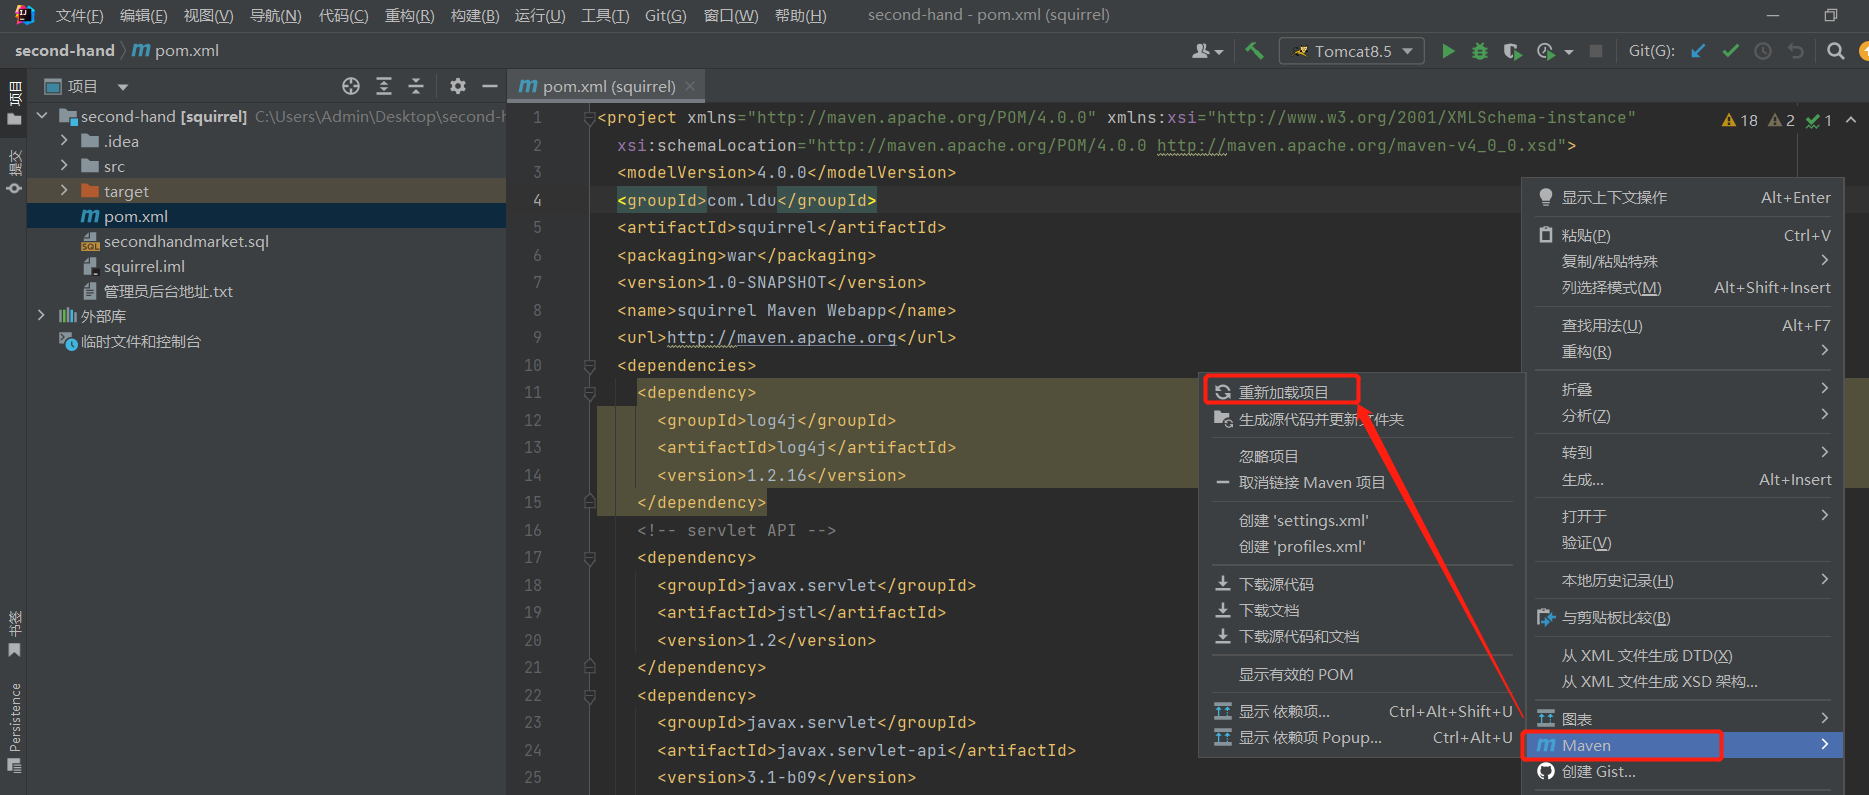 文件(F) 编辑(E) 视图(V) 导航(N) 代码(C) 重构(R) 构建(B) 运行(U) 工具(T) Git(G) 窗口(W) 帮助(H) second-hand - pom.xml (squirrel)
second-hand pom.xml
Tomcat8.5
Git(G):
项目
提交
书签
Persistence
项目
second-hand [squirrel] C:\Users\Admin\Desktop\second-h
.idea
src
target
pom.xml
secondhandmarket.sql
squirrel.iml
管理员后台地址.txt
外部库
临时文件和控制台
pom.xml (squirrel)
18 2 1
1 <project xmlns="http://maven.apache.org/POM/4.0.0" xmlns:xsi="http://www.w3.org/2001/XMLSchema-instance"
2 xsi:schemaLocation="http://maven.apache.org/POM/4.0.0 http://maven.apache.org/maven-v4_0_0.xsd">
3 <modelVersion>4.0.0</modelVersion>
4 <groupId>com.ldu</groupId>
5 <artifactId>squirrel</artifactId>
6 <packaging>war</packaging>
7 <version>1.0-SNAPSHOT</version>
8 <name>squirrel Maven Webapp</name>
9 <url>http://maven.apache.org</url>
10 <dependencies>
11 <dependency>
12 <groupId>log4j</groupId>
13 <artifactId>log4j</artifactId>
14 <version>1.2.16</version>
15 </dependency>
16 <!-- servlet API -->
17 <dependency>
18 <groupId>javax.servlet</groupId>
19 <artifactId>jstl</artifactId>
20 <version>1.2</version>
21 </dependency>
22 <dependency>
23 <groupId>javax.servlet</groupId>
24 <artifactId>javax.servlet-api</artifactId>
25 <version>3.1-b09</version>
显示上下文操作 Alt+Enter
粘贴(P) Ctrl+V
复制/粘贴特殊
列选择模式(M) Alt+Shift+Insert
查找用法(U) Alt+F7
重构(R)
折叠
分析(Z)
转到
生成... Alt+Insert
打开于
验证(V)
本地历史记录(H)
与剪贴板比较(B)
从 XML 文件生成 DTD(X)
从 XML 文件生成 XSD 架构...
图表
Maven
创建 Gist...
重新加载项目
生成源代码并更新文件夹
忽略项目
取消链接 Maven 项目
创建 'settings.xml'
创建 'profiles.xml'
下载源代码
下载文档
下载源代码和文档
显示有效的 POM
显示 依赖项... Ctrl+Alt+Shift+U
显示 依赖项 Popup... Ctrl+Alt+U